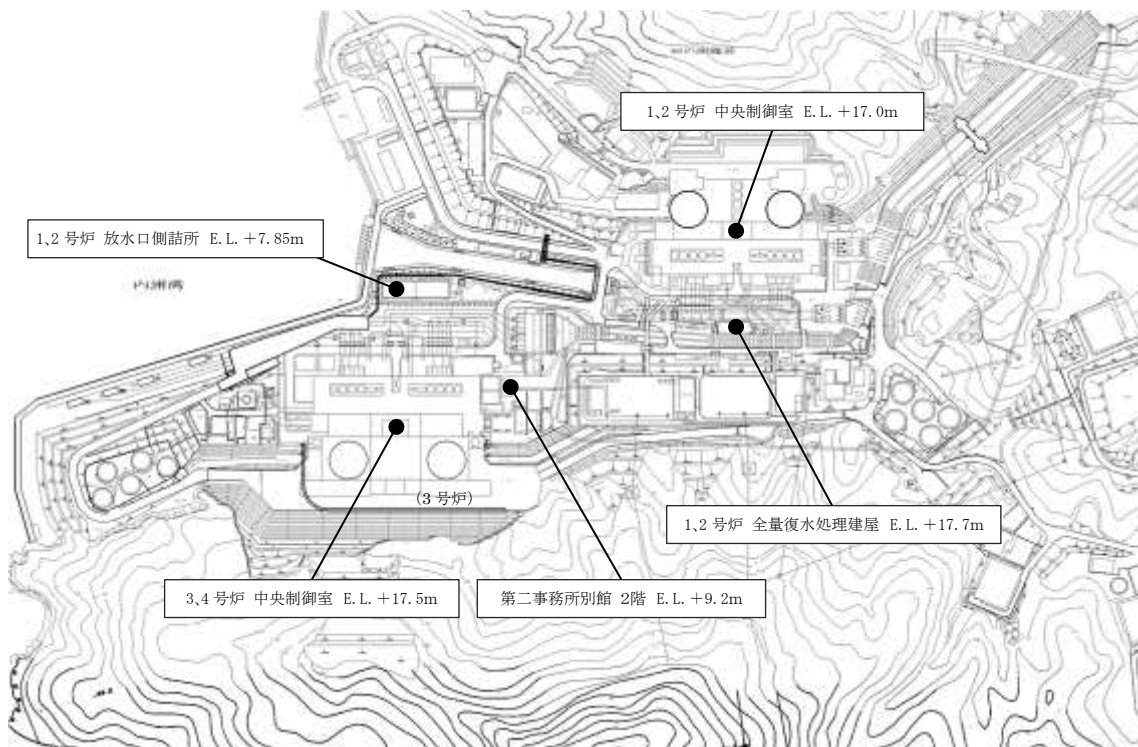 1､2 号炉 中央制御室 E.L.+17.0m
1､2 号炉 放水口側詰所 E.L.+7.85m
内浦湾
(3 号炉)
1､2 号炉 全量復水処理建屋 E.L.+17.7m
3､4 号炉 中央制御室 E.L.+17.5m
第二事務所別館 2階 E.L.+9.2m